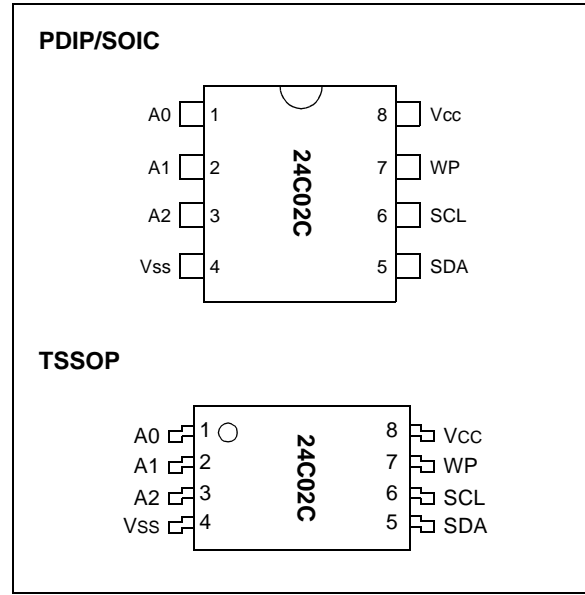 PDIP/SOIC
A0 1 8 Vcc
A1 2 7 WP
A2 3 6 SCL
Vss 4 5 SDA
24C02C
TSSOP
A0 1 8 VCC
A1 2 7 WP
A2 3 6 SCL
VSS 4 5 SDA
24C02C